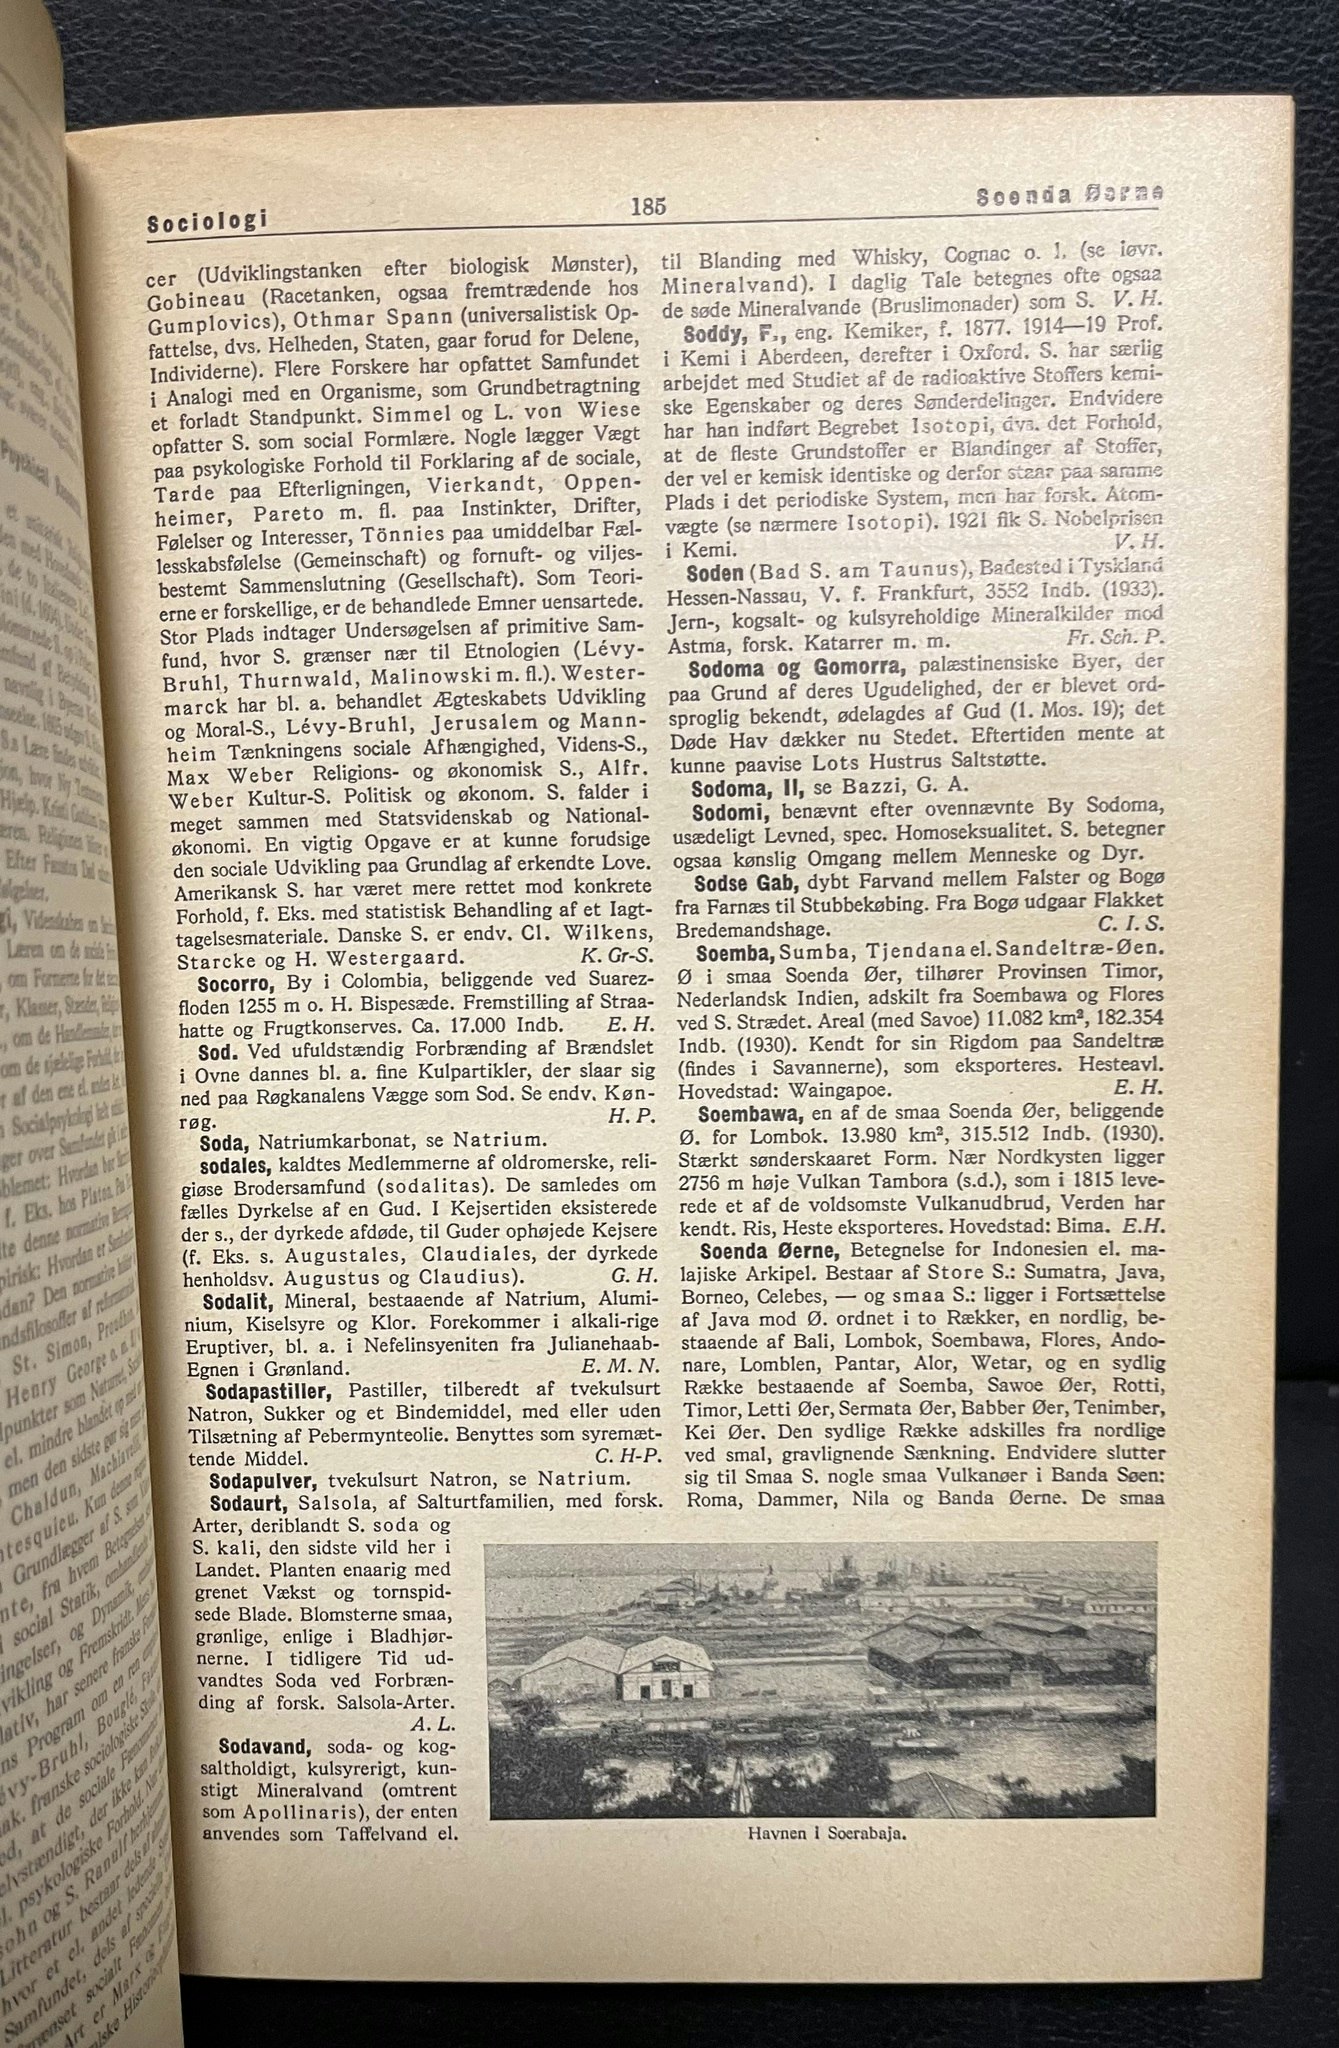 Sociologi
185
Soenda Øerne
cer (Udviklingstanken efter biologisk Mønster),
Gobineau (Racetanken, ogsaa fremtrædende hos
Gumplovics), Othmar Spann (universalistisk Op-
fattelse, dvs. Helheden, Staten, gaar forud for Delene,
Individerne). Flere Forskere har opfattet Samfundet
i Analogi med en Organisme, som Grundbetragtning
et forladt Standpunkt. Simmel og L. von Wiese
opfatter S. som social Formlære. Nogle lægger Vægt
paa psykologiske Forhold til Forklaring af de sociale,
Tarde paa Efterligningen, Vierkandt, Oppen-
heimer, Pareto m. fl. paa Instinkter, Drifter,
Følelser og Interesser, Tönnies paa umiddelbar Fæl-
lesskabsfølelse (Gemeinschaft) og fornuft- og viljes-
bestemt Sammenslutning (Gesellschaft). Som Teori-
erne er forskellige, er de behandlede Emner uensartede.
Stor Plads indtager Undersøgelsen af primitive Sam-
fund, hvor S. grænser nær til Etnologien (Lévy-
Bruhl, Thurnwald, Malinowski m. fl.). Wester-
marck har bl. a. behandlet Ægteskabets Udvikling
og Moral-S., Lévy-Bruhl, Jerusalem og Mann-
heim Tænkningens sociale Afhængighed, Videns-S.,
Max Weber Religions- og økonomisk S., Alfr.
Weber Kultur-S. Politisk og økonom. S. falder i
meget sammen med Statsvidenskab og National-
økonomi. En vigtig Opgave er at kunne forudsige
den sociale Udvikling paa Grundlag af erkendte Love.
Amerikansk S. har været mere rettet mod konkrete
Forhold, f. Eks. med statistisk Behandling af et Iagt-
tagelsesmateriale. Danske S. er endv. Cl. Wilkens,
Starcke og H. Westergaard. K. Gr-S.
Socorro, By i Colombia, beliggende ved Suarez-
floden 1255 m o. H. Bispesæde. Fremstilling af Straa-
hatte og Frugtkonserves. Ca. 17.000 Indb. E. H.
Sod. Ved ufuldstændig Forbrænding af Brændslet
i Ovne dannes bl. a. fine Kulpartikler, der slaar sig
ned paa Røgkanalens Vægge som Sod. Se endv. Køn-
røg. H. P.
Soda, Natriumkarbonat, se Natrium.
sodales, kaldtes Medlemmerne af oldromerske, reli-
giøse Brodersamfund (sodalitas). De samledes om
fælles Dyrkelse af en Gud. I Kejsertiden eksisterede
der s., der dyrkede afdøde, til Guder ophøjede Kejsere
(f. Eks. s. Augustales, Claudiales, der dyrkede
henholdsv. Augustus og Claudius). G. H.
Sodalit, Mineral, bestaaende af Natrium, Alumi-
nium, Kiselsyre og Klor. Forekommer i alkali-rige
Eruptiver, bl. a. i Nefelinsyeniten fra Julianehaab-
Egnen i Grønland. E. M. N.
Sodapastiller, Pastiller, tilberedt af tvekulsurt
Natron, Sukker og et Bindemiddel, med eller uden
Tilsætning af Pebermynteolie. Benyttes som syremæt-
tende Middel. C. H-P.
Sodapulver, tvekulsurt Natron, se Natrium.
Sodaurt, Salsola, af Salturtfamilien, med forsk.
Arter, deriblandt S. soda og
S. kali, den sidste vild her i
Landet. Planten enaarig med
grenet Vækst og tornspid-
sede Blade. Blomsterne smaa,
grønlige, enlige i Bladhjør-
nerne. I tidligere Tid ud-
vandtes Soda ved Forbræn-
ding af forsk. Salsola-Arter.
A. L.
Sodavand, soda- og kog-
saltholdigt, kulsyrerigt, kun-
stigt Mineralvand (omtrent
som Apollinaris), der enten
anvendes som Taffelvand el.
til Blanding med Whisky, Cognac o. l. (se iøvr.
Mineralvand). I daglig Tale betegnes ofte ogsaa
de søde Mineralvande (Bruslimonader) som S. V. H.
Soddy, F., eng. Kemiker, f. 1877. 1914—19 Prof.
i Kemi i Aberdeen, derefter i Oxford. S. har særlig
arbejdet med Studiet af de radioaktive Stoffers kemi-
ske Egenskaber og deres Sønderdelinger. Endvidere
har han indført Begrebet Isotopi, dvs. det Forhold,
at de fleste Grundstoffer er Blandinger af Stoffer,
der vel er kemisk identiske og derfor staar paa samme
Plads i det periodiske System, men har forsk. Atom-
vægte (se nærmere Isotopi). 1921 fik S. Nobelprisen
i Kemi. V. H.
Soden (Bad S. am Taunus), Badested i Tyskland
Hessen-Nassau, V. f. Frankfurt, 3552 Indb. (1933).
Jern-, kogsalt- og kulsyreholdige Mineralkilder mod
Astma, forsk. Katarrer m. m. Fr. Sch. P.
Sodoma og Gomorra, palæstinensiske Byer, der
paa Grund af deres Ugudelighed, der er blevet ord-
sproglig bekendt, ødelagdes af Gud (1. Mos. 19); det
Døde Hav dækker nu Stedet. Eftertiden mente at
kunne paavise Lots Hustrus Saltstøtte.
Sodoma, Il, se Bazzi, G. A.
Sodomi, benævnt efter ovennævnte By Sodoma,
usædeligt Levned, spec. Homoseksualitet. S. betegner
ogsaa kønslig Omgang mellem Menneske og Dyr.
Sodse Gab, dybt Farvand mellem Falster og Bogø
fra Farnæs til Stubbekøbing. Fra Bogø udgaar Flakket
Bredemandshage. C. I. S.
Soemba, Sumba, Tjendana el. Sandeltræ-Øen.
Ø i smaa Soenda Øer, tilhører Provinsen Timor,
Nederlandsk Indien, adskilt fra Soembawa og Flores
ved S. Strædet. Areal (med Savoe) 11.082 km², 182.354
Indb. (1930). Kendt for sin Rigdom paa Sandeltræ
(findes i Savannerne), som eksporteres. Hesteavl.
Hovedstad: Waingapoe. E. H.
Soembawa, en af de smaa Soenda Øer, beliggende
Ø. for Lombok. 13.980 km², 315.512 Indb. (1930).
Stærkt sønderskaaret Form. Nær Nordkysten ligger
2756 m høje Vulkan Tambora (s.d.), som i 1815 leve-
rede et af de voldsomste Vulkanudbrud, Verden har
kendt. Ris, Heste eksporteres. Hovedstad: Bima. E.H.
Soenda Øerne, Betegnelse for Indonesien el. ma-
lajiske Arkipel. Bestaar af Store S.: Sumatra, Java,
Borneo, Celebes, — og smaa S.: ligger i Fortsættelse
af Java mod Ø. ordnet i to Rækker, en nordlig, be-
staaende af Bali, Lombok, Soembawa, Flores, Ando-
nare, Lomblen, Pantar, Alor, Wetar, og en sydlig
Række bestaaende af Soemba, Sawoe Øer, Rotti,
Timor, Letti Øer, Sermata Øer, Babber Øer, Tenimber,
Kei Øer. Den sydlige Række adskilles fra nordlige
ved smal, gravlignende Sænkning. Endvidere slutter
sig til Smaa S. nogle smaa Vulkanøer i Banda Søen:
Roma, Dammer, Nila og Banda Øerne. De smaa
Havnen i Soerabaja.